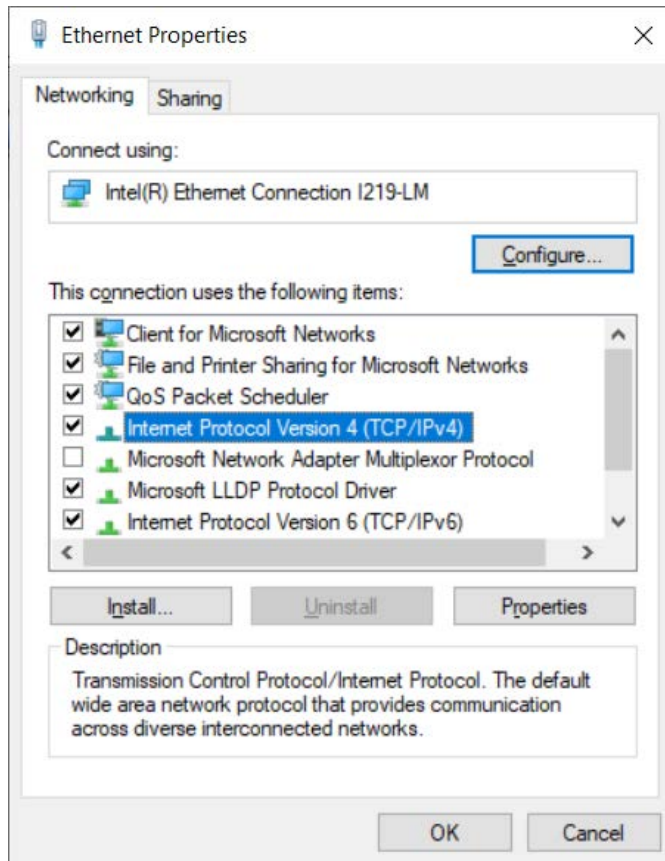 Ethernet Properties
Networking
Sharing
Connect using:
Intel(R) Ethernet Connection I219-LM
Configure...
This connection uses the following items:
Client for Microsoft Networks
File and Printer Sharing for Microsoft Networks
QoS Packet Scheduler
Internet Protocol Version 4 (TCP/IPv4)
Microsoft Network Adapter Multiplexor Protocol
Microsoft LLDP Protocol Driver
Internet Protocol Version 6 (TCP/IPv6)
Install...
Uninstall
Properties
Description
Transmission Control Protocol/Internet Protocol. The default
wide area network protocol that provides communication
across diverse interconnected networks.
OK
Cancel